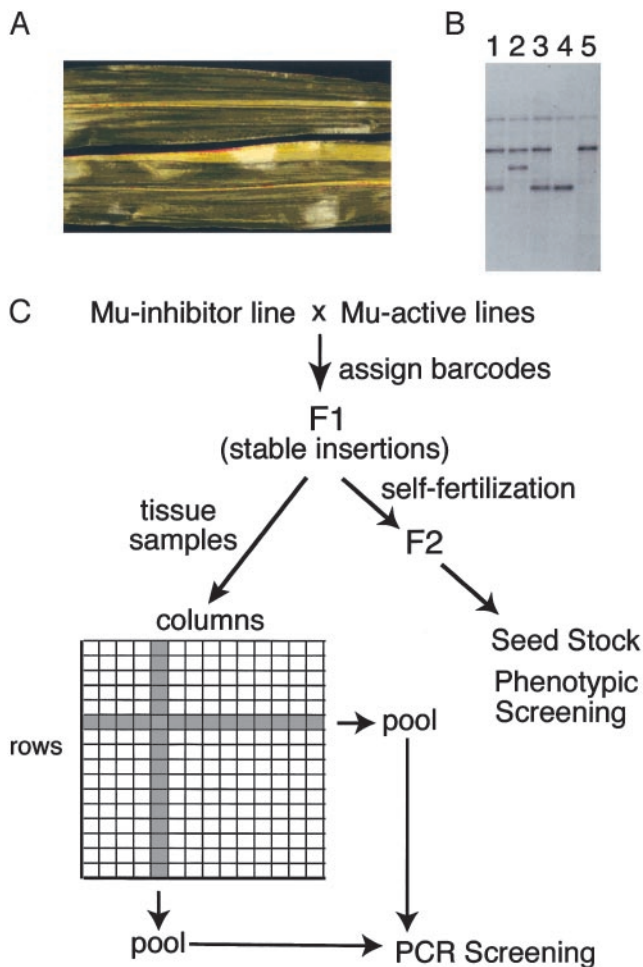 A
B
1 2 3 4 5
C
Mu-inhibitor line x Mu-active lines
assign barcodes
F1
(stable insertions)
self-fertilization
tissue
samples
F2
columns
Seed Stock
Phenotypic
Screening
rows
pool
pool
PCR Screening